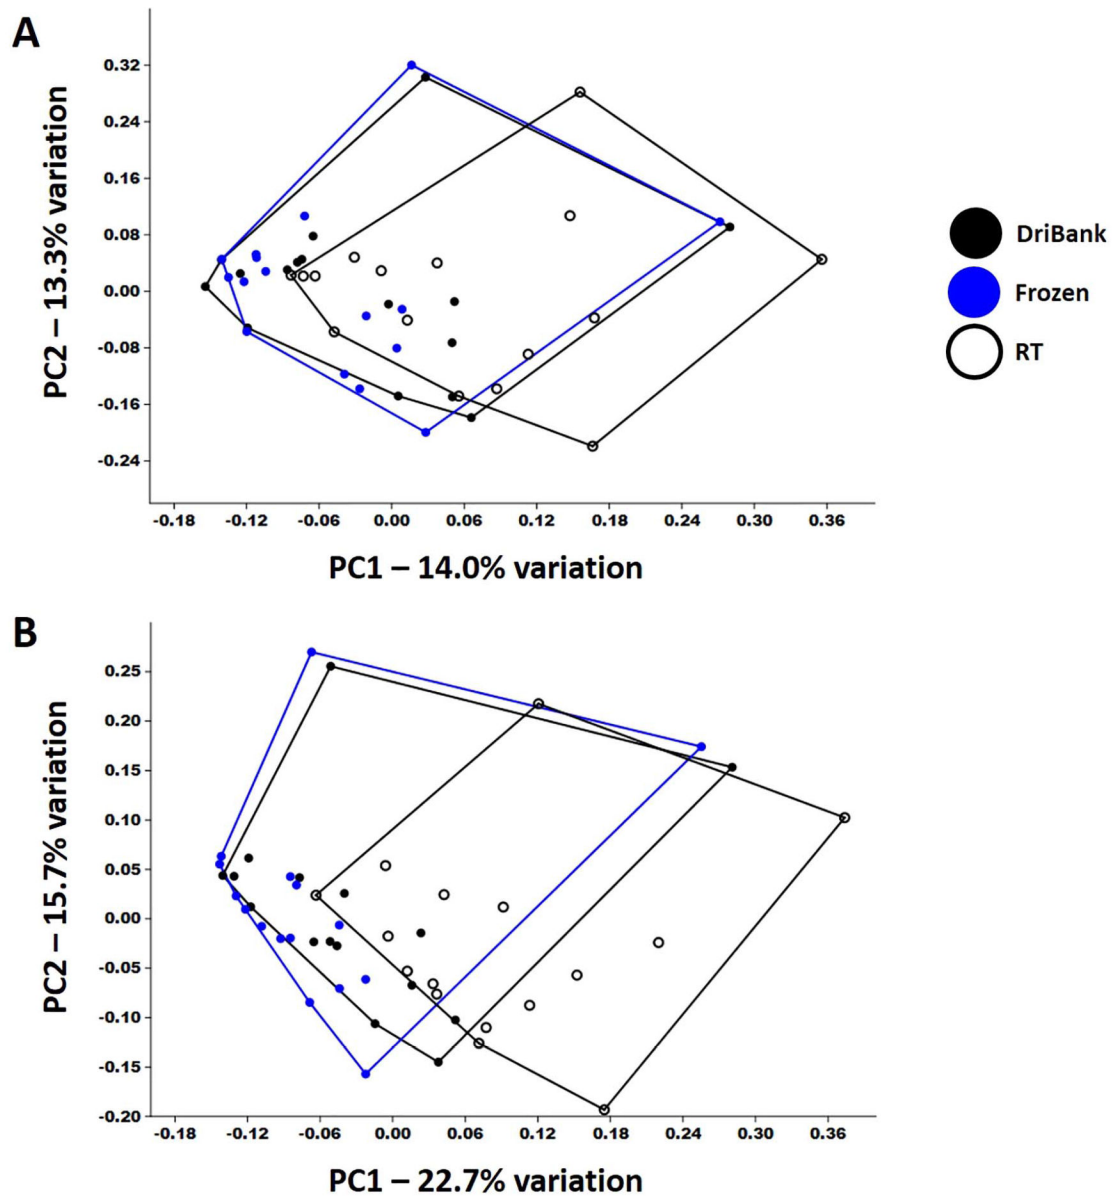 A
0.32
0.24
0.16
0.08
0.00
-0.08
-0.16
-0.24
PC2 – 13.3% variation
-0.18 -0.12 -0.06 0.00 0.06 0.12 0.18 0.24 0.30 0.36
PC1 – 14.0% variation
DriBank
Frozen
RT
B
0.25
0.20
0.15
0.10
0.05
0.00
-0.05
-0.10
-0.15
-0.20
PC2 – 15.7% variation
-0.18 -0.12 -0.06 0.00 0.06 0.12 0.18 0.24 0.30 0.36
PC1 – 22.7% variation